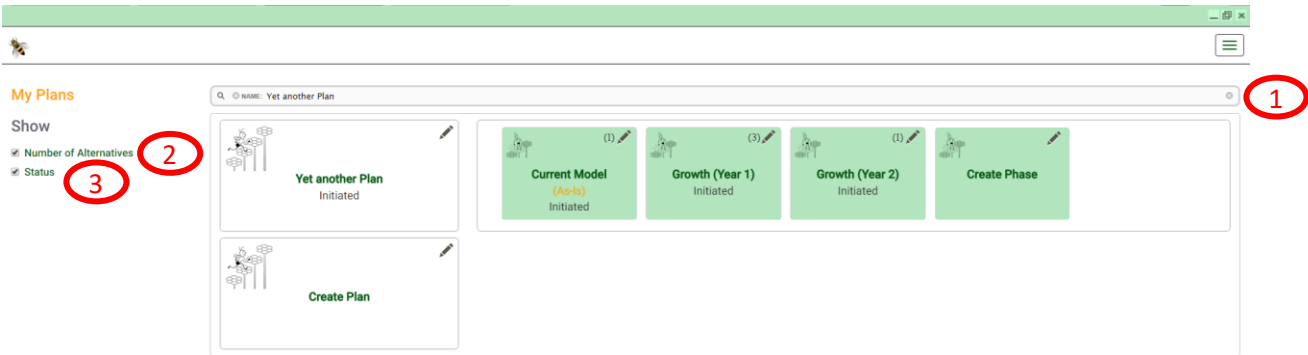 My Plans
NAME: Yet another Plan
1
Show
Number of Alternatives
2
Status
3
Yet another Plan
Initiated
(1)
Current Model
(As-Is)
Initiated
(3)
Growth (Year 1)
Initiated
(1)
Growth (Year 2)
Initiated
Create Phase
Create Plan